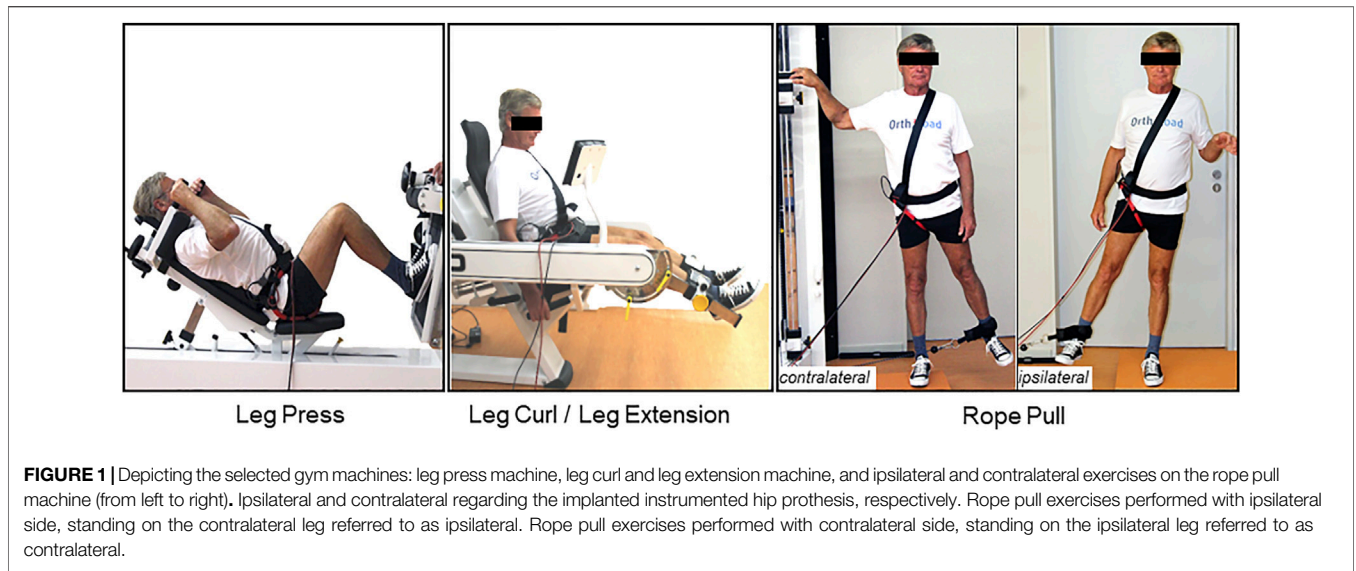 Orth Load
Orth Load
contralateral
ipsilateral
Leg Press
Leg Curl / Leg Extension
Rope Pull
FIGURE 1 | Depicting the selected gym machines: leg press machine, leg curl and leg extension machine, and ipsilateral and contralateral exercises on the rope pull
machine (from left to right). Ipsilateral and contralateral regarding the implanted instrumented hip prothesis, respectively. Rope pull exercises performed with ipsilateral
side, standing on the contralateral leg referred to as ipsilateral. Rope pull exercises performed with contralateral side, standing on the ipsilateral leg referred to as
contralateral.